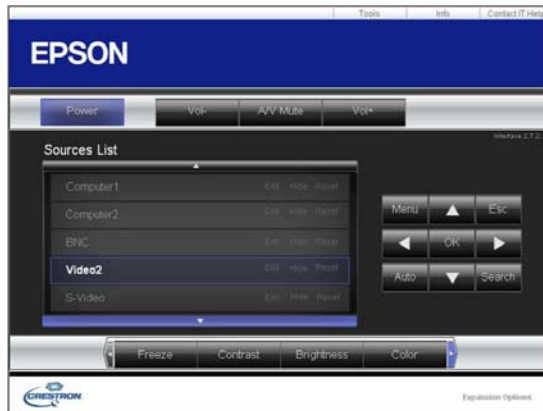 Tools Info Contact IT Help
EPSON
Power Vol- A/V Mute Vol+
Interface 2.7.2.
Sources List
Computer1 Edit Hide Reset
Computer2 Edit Hide Reset
BNC Edit Hide Reset
Video2 Edit Hide Reset
S-Video Edit Hide Reset
Menu Esc
OK
Auto Search
Freeze Contrast Brightness Color
CRESTRON
Expansion Options